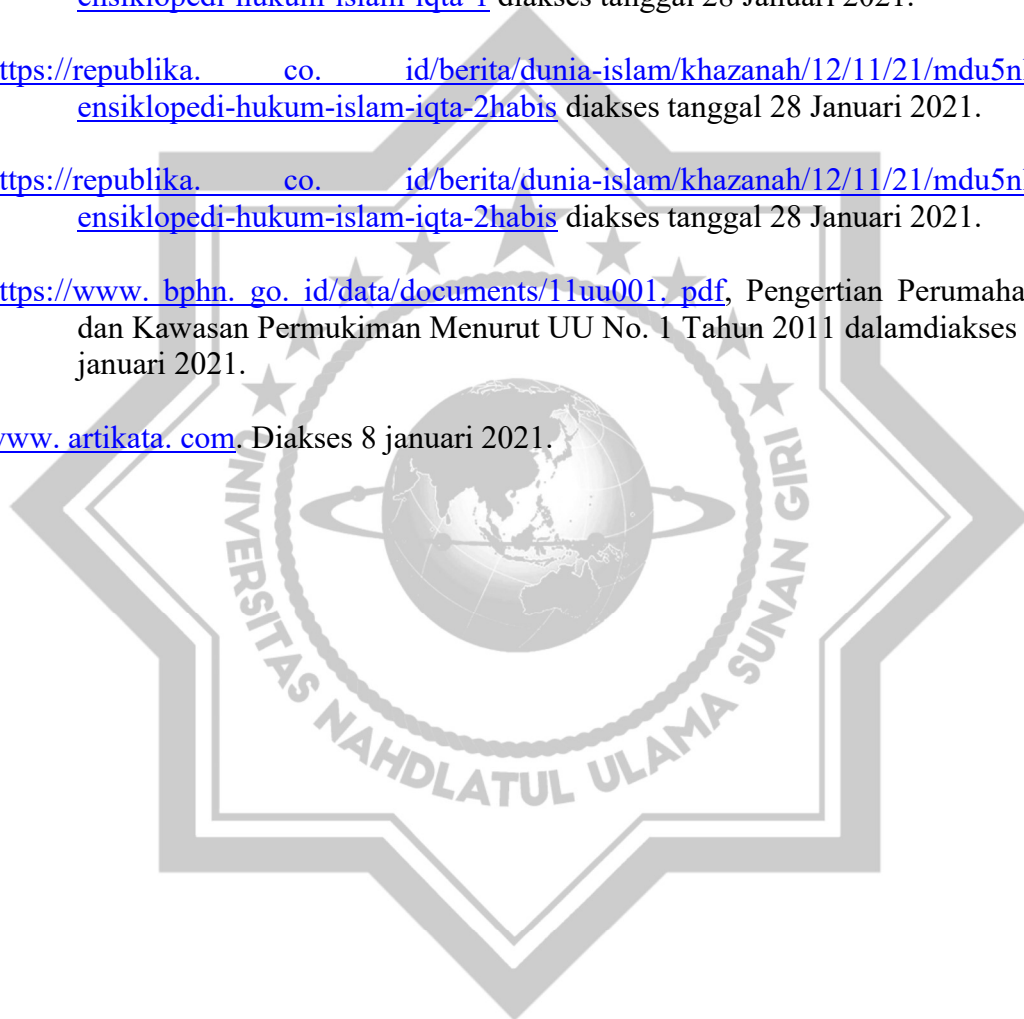 ensiklopedi-hukum-islam-iqta-1 diakses tanggal 28 Januari 2021.
ttps://republika. co. id/berita/dunia-islam/khazanah/12/11/21/mdu5n
ensiklopedi-hukum-islam-iqta-2habis diakses tanggal 28 Januari 2021.
ttps://republika. co. id/berita/dunia-islam/khazanah/12/11/21/mdu5n
ensiklopedi-hukum-islam-iqta-2habis diakses tanggal 28 Januari 2021.
ttps://www. bphn. go. id/data/documents/11uu001. pdf, Pengertian Perumaha
dan Kawasan Permukiman Menurut UU No. 1 Tahun 2011 dalamdiakses
januari 2021.
www. artikata. com. Diakses 8 januari 2021.
UNIVERSITAS NAHDLATUL ULAMA SUNAN GIRI